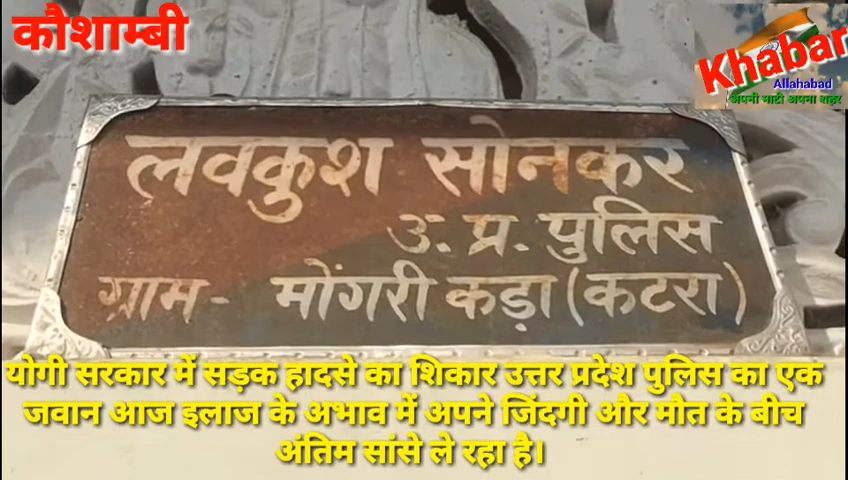 कौशाम्बी
Khabar
Allahabad
अपनी माटी अपना शहर
लवकुश सोनकर
उ. प्र. पुलिस
ग्राम - मोंगरी कड़ा (कटरा)
योगी सरकार में सड़क हादसे का शिकार उत्तर प्रदेश पुलिस का एक
जवान आज इलाज के अभाव में अपने जिंदगी और मौत के बीच
अंतिम सांसे ले रहा है।